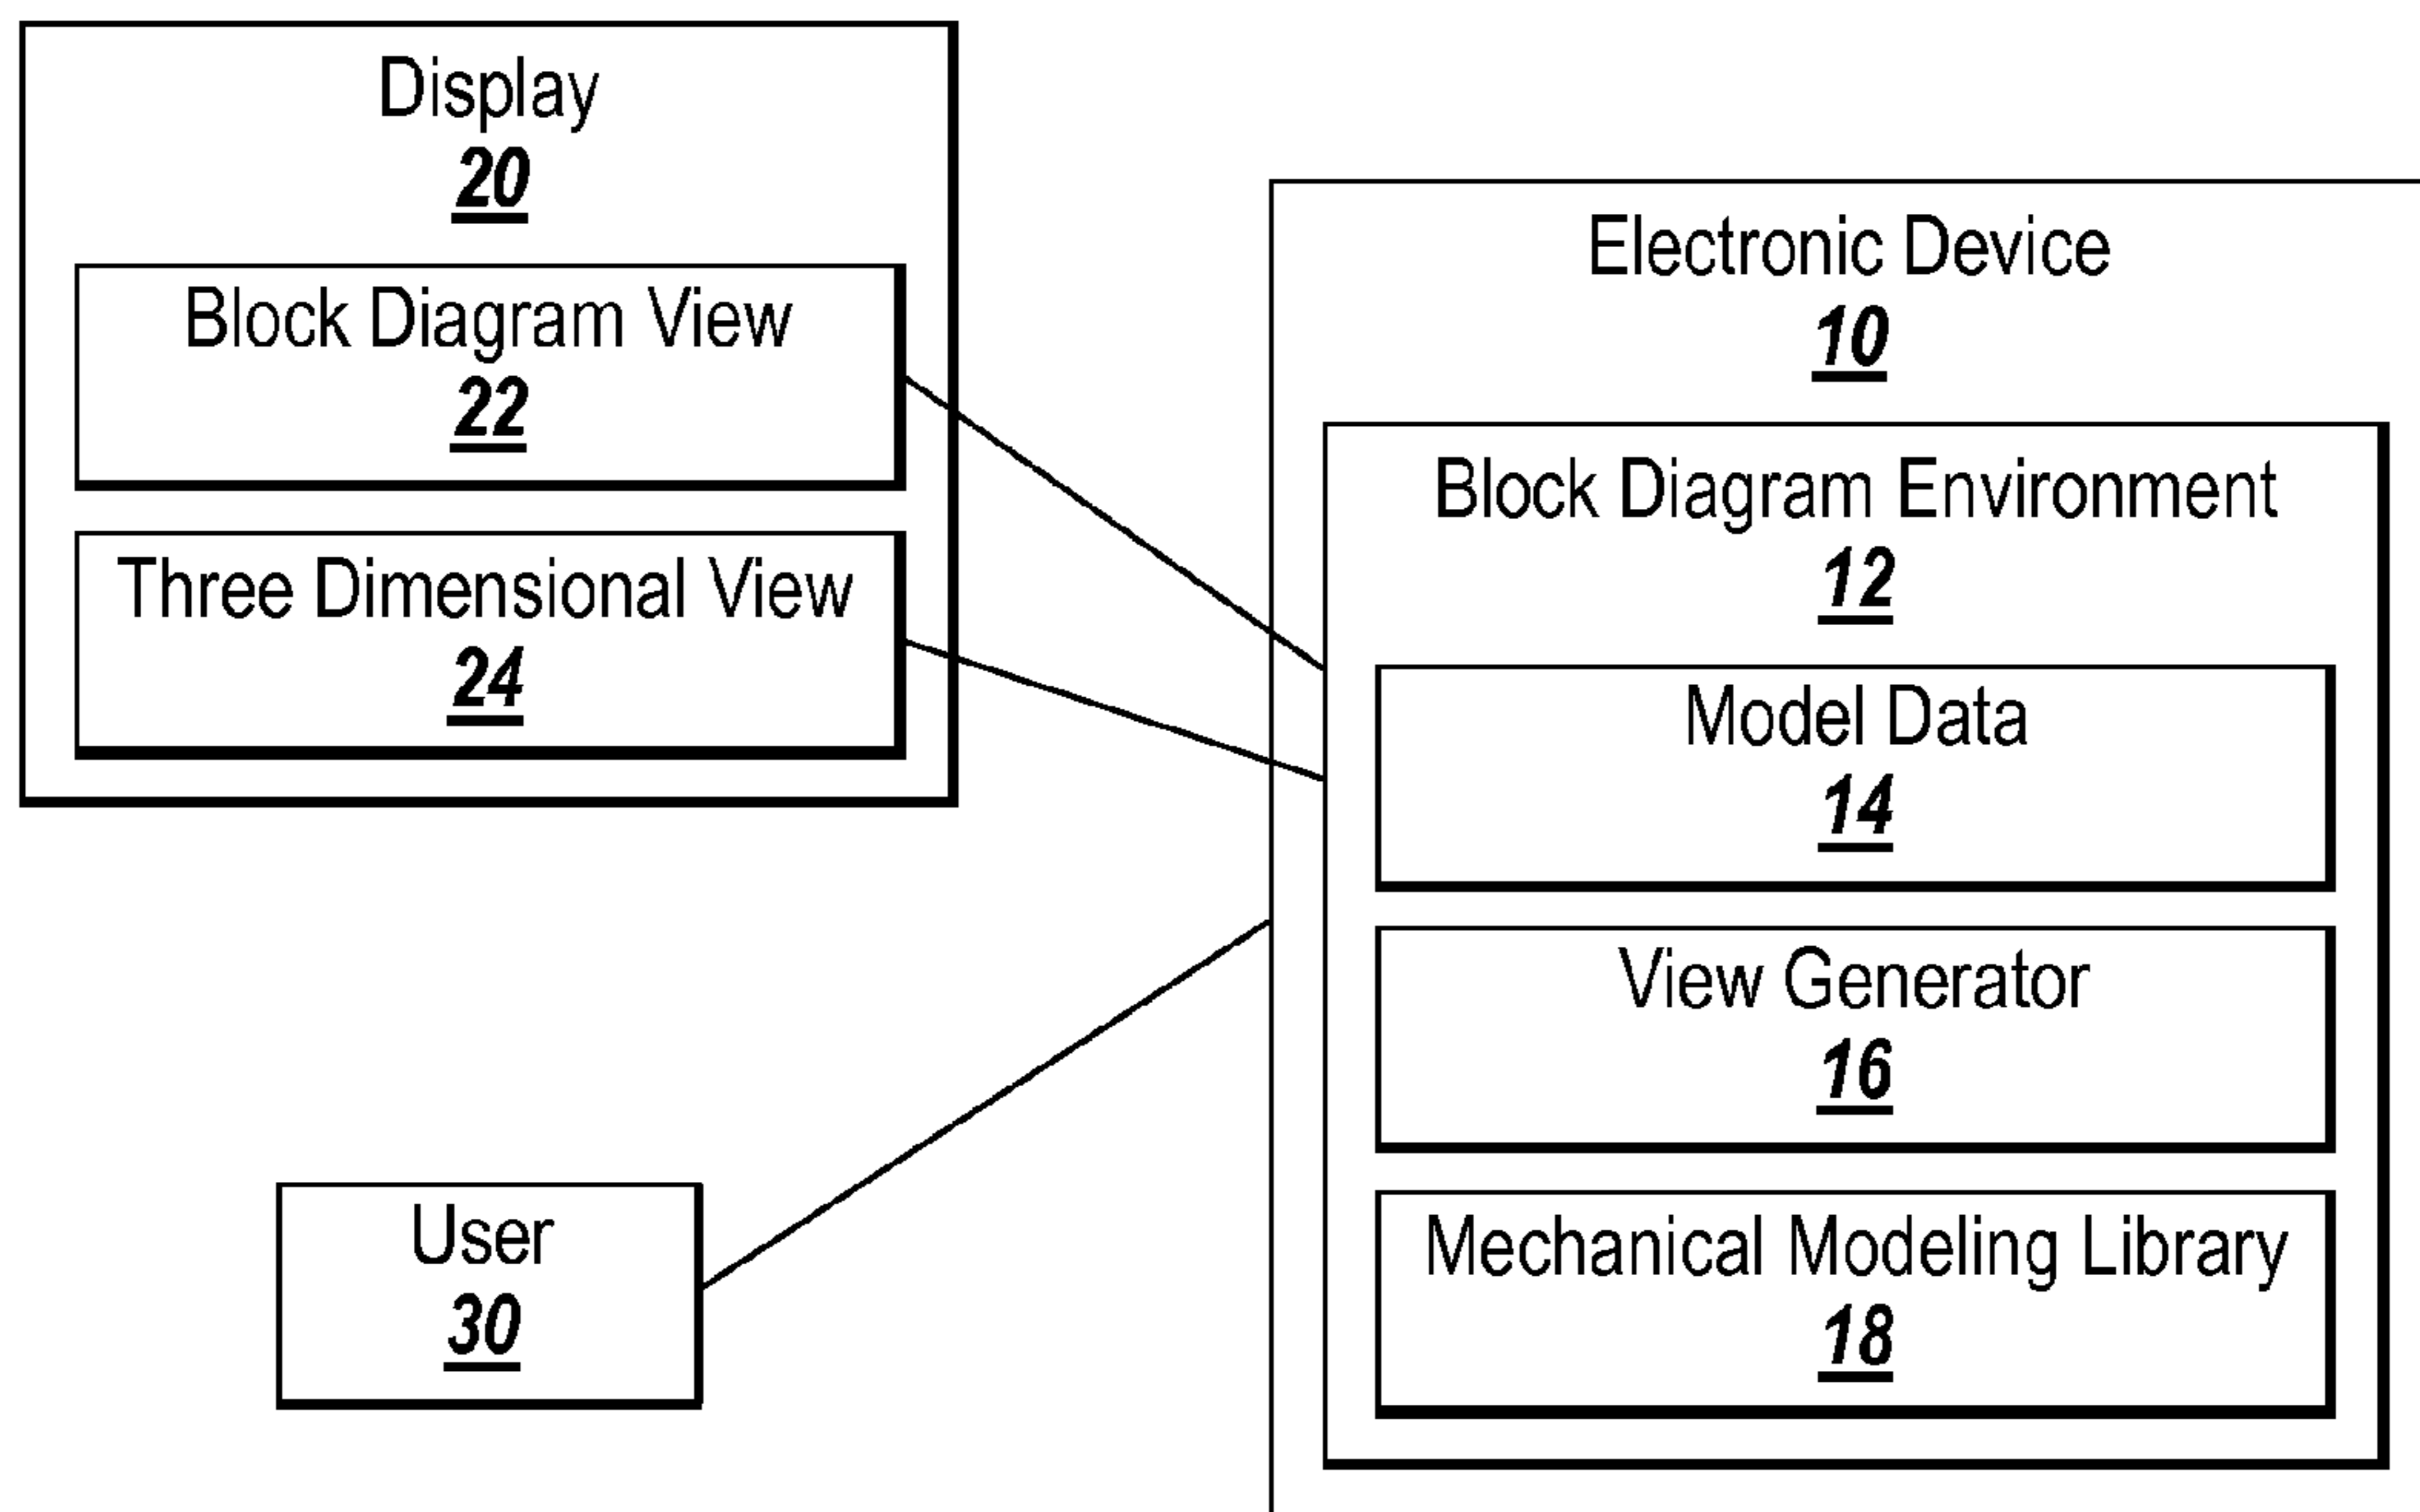 Display
20
Block Diagram View
22
Three Dimensional View
24
Electronic Device
10
Block Diagram Environment
12
Model Data
14
View Generator
16
Mechanical Modeling Library
18
User
30